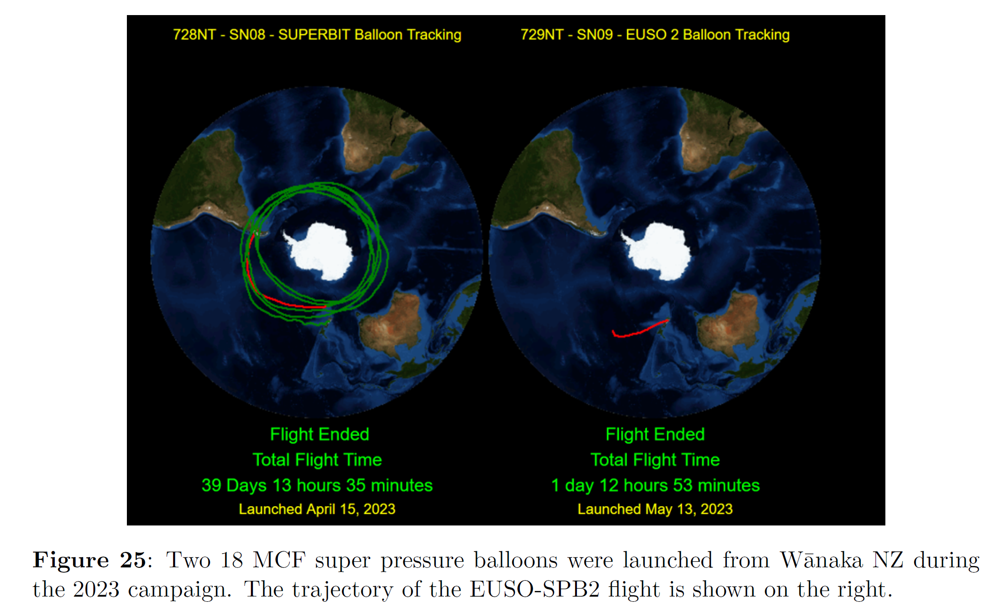 728NT - SN08 - SUPERBIT Balloon Tracking
729NT - SN09 - EUSO 2 Balloon Tracking
Flight Ended
Total Flight Time
39 Days 13 hours 35 minutes
Launched April 15, 2023
Flight Ended
Total Flight Time
1 day 12 hours 53 minutes
Launched May 13, 2023
Figure 25: Two 18 MCF super pressure balloons were launched from Wānaka NZ during
the 2023 campaign. The trajectory of the EUSO-SPB2 flight is shown on the right.